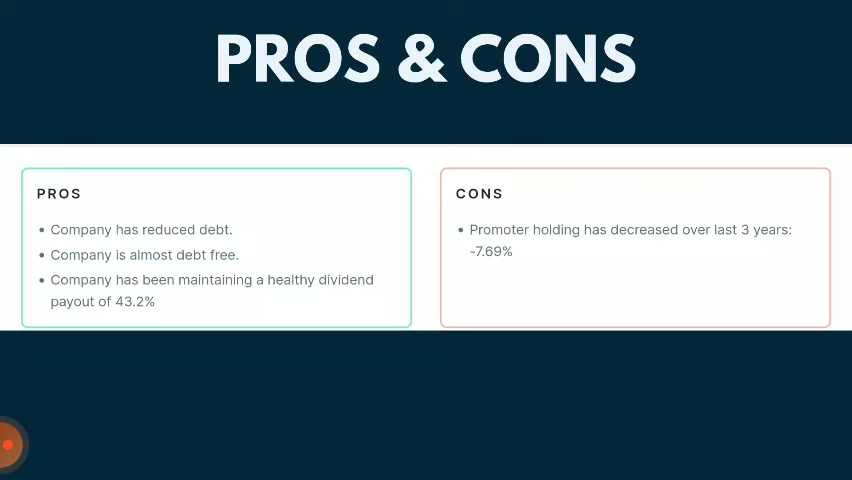 PROS & CONS
PROS
• Company has reduced debt.
• Company is almost debt free.
• Company has been maintaining a healthy dividend
payout of 43.2%
CONS
• Promoter holding has decreased over last 3 years:
-7.69%